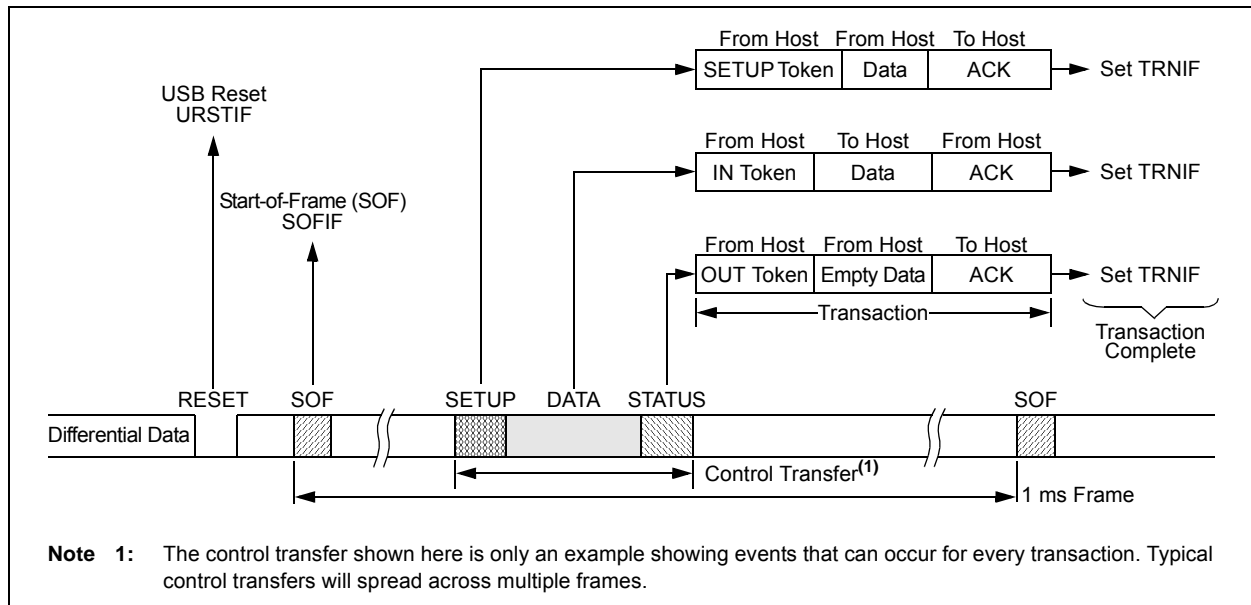 From Host From Host To Host
SETUP Token Data ACK Set TRNIF
USB Reset
URSTIF
From Host To Host From Host
IN Token Data ACK Set TRNIF
Start-of-Frame (SOF)
SOFIF
From Host From Host To Host
OUT Token Empty Data ACK Set TRNIF
Transaction
Transaction
Complete
RESET SOF SETUP DATA STATUS SOF
Differential Data
Control Transfer(1)
1 ms Frame
Note 1: The control transfer shown here is only an example showing events that can occur for every transaction. Typical
control transfers will spread across multiple frames.